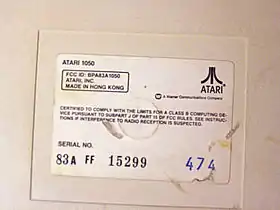 ATARI 1050
FCC ID: BPA83A1050
ATARI, INC.
MADE IN HONG KONG
ATARI
A Warner Communications Company
CERTIFIED TO COMPLY WITH THE LIMITS FOR A CLASS B COMPUTING DE-
VICE PURSUANT TO SUBPART J OF PART 15 OF FCC RULES. SEE INSTRUC-
TIONS IF INTERFERENCE TO RADIO RECEPTION IS SUSPECTED.
SERIAL NO.
83A FF 15299 474